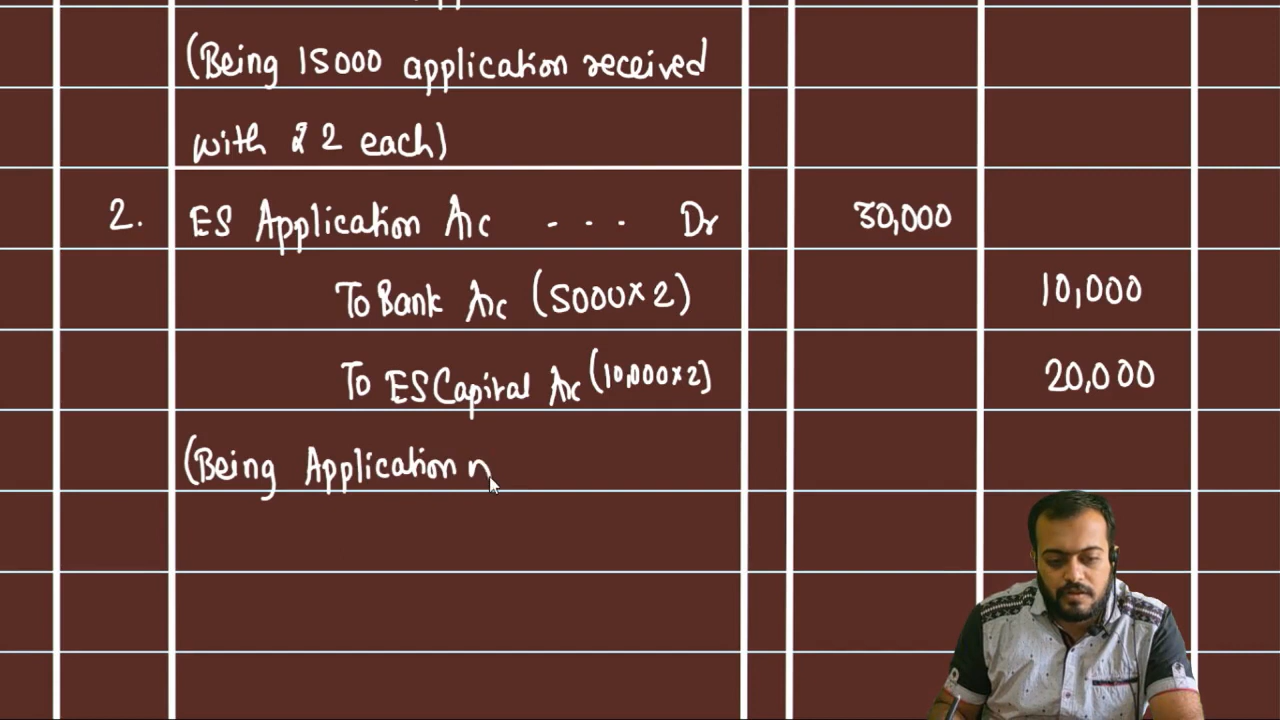 (Being 15000 application received
with ₹ 2 each)
2. ES Application A/c - - - Dr 30,000
To Bank A/c (5000×2) 10,000
To ES Capital A/c (10,000×2) 20,000
(Being Application n